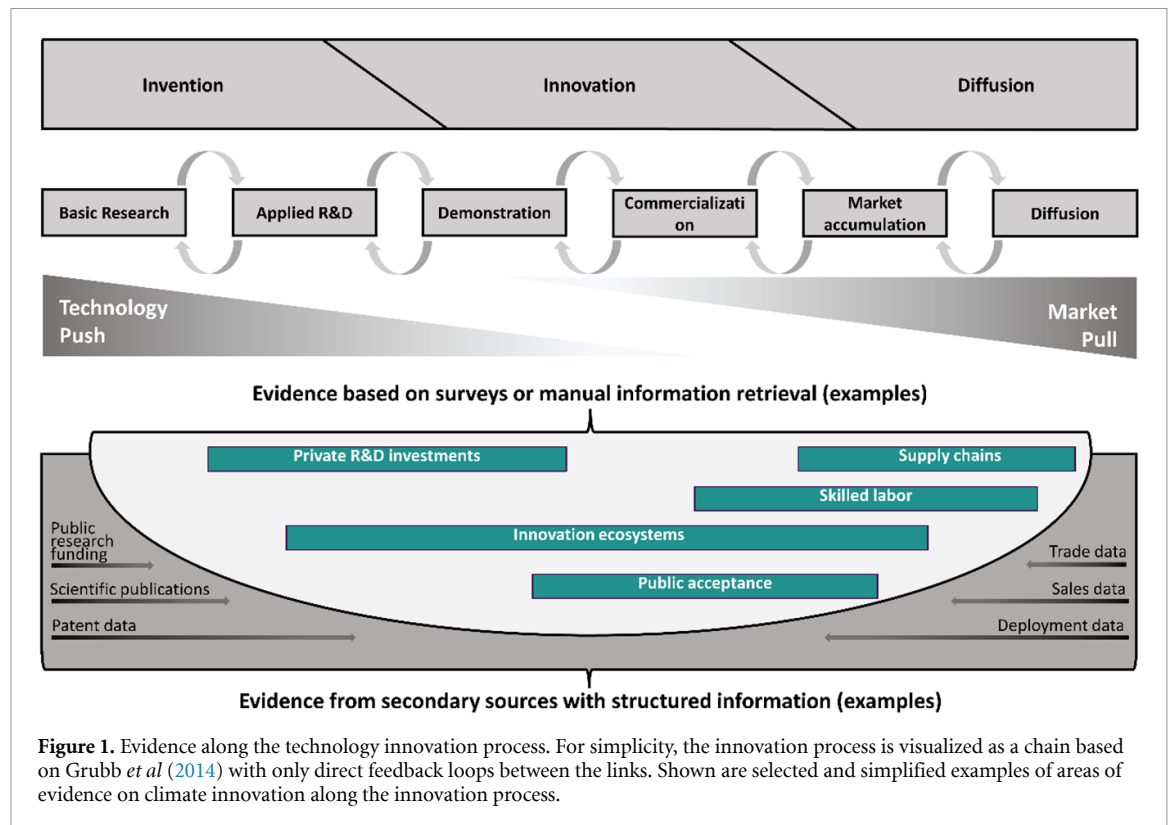 Invention
Innovation
Diffusion
Basic Research
Applied R&D
Demonstration
Commercializati
on
Market
accumulation
Diffusion
Technology
Push
Market
Pull
Evidence based on surveys or manual information retrieval (examples)
Private R&D investments
Supply chains
Skilled labor
Innovation ecosystems
Public acceptance
Public
research
funding
Scientific publications
Patent data
Trade data
Sales data
Deployment data
Evidence from secondary sources with structured information (examples)
Figure 1. Evidence along the technology innovation process. For simplicity, the innovation process is visualized as a chain based
on Grubb et al (2014) with only direct feedback loops between the links. Shown are selected and simplified examples of areas of
evidence on climate innovation along the innovation process.